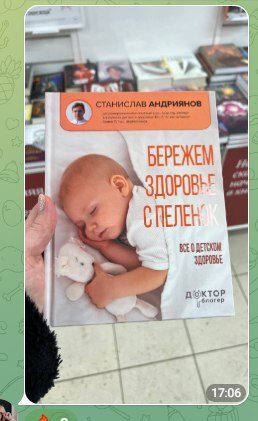 СТАНИСЛАВ АНДРИЯНОВ
БЕРЕЖЕМ
ЗДОРОВЬЕ
С ПЕЛЕНОК
ВСЕ О ДЕТСКОМ
ЗДОРОВЬЕ
ДОКТОР
блогер
17:06